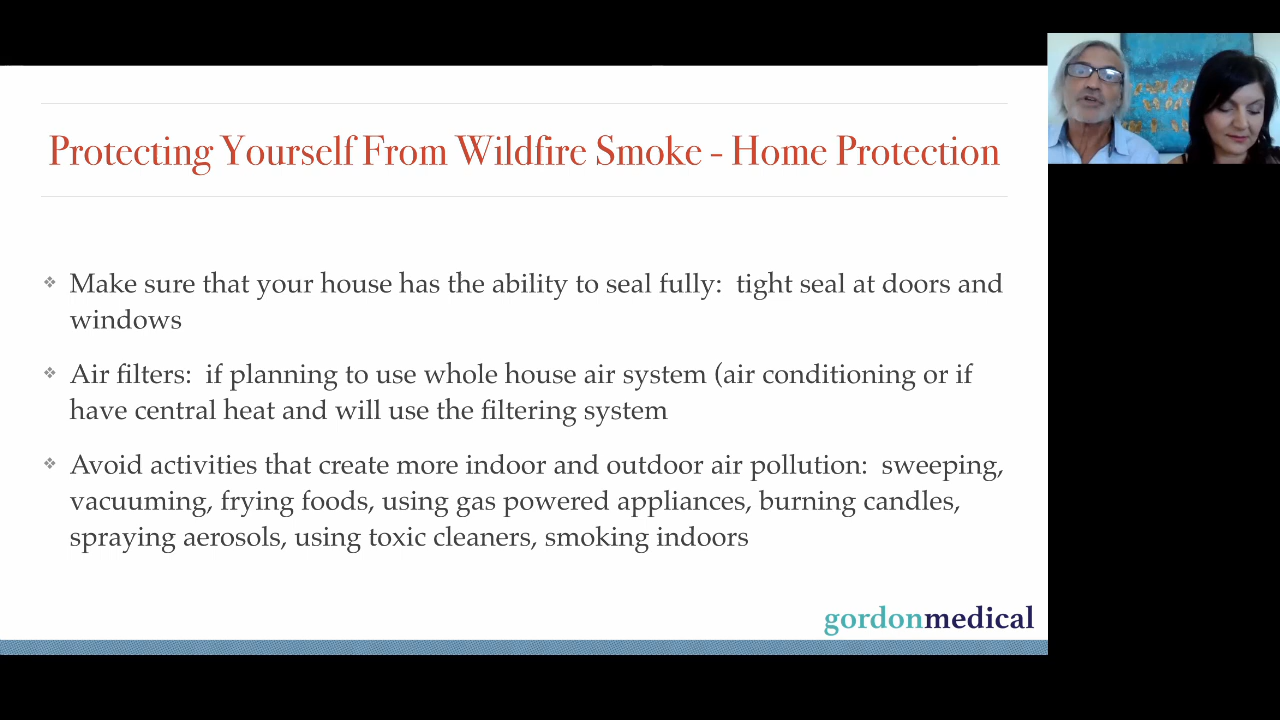 Protecting Yourself From Wildfire Smoke - Home Protection
Make sure that your house has the ability to seal fully:  tight seal at doors and
windows
Air filters:  if planning to use whole house air system (air conditioning or if
have central heat and will use the filtering system
Avoid activities that create more indoor and outdoor air pollution:  sweeping,
vacuuming, frying foods, using gas powered appliances, burning candles,
spraying aerosols, using toxic cleaners, smoking indoors
gordonmedical